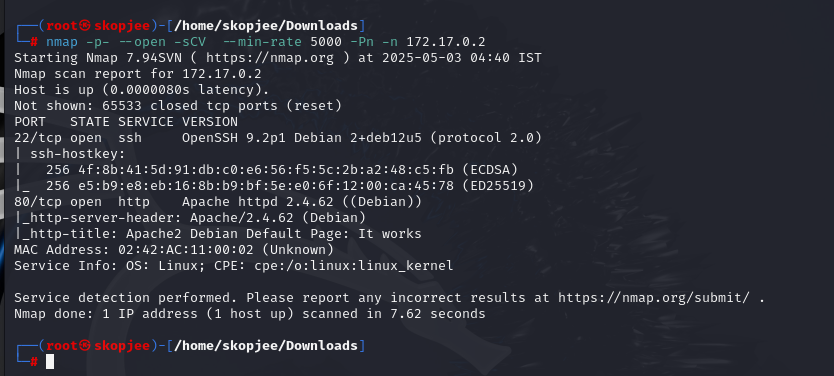 ┌──(root㉿skopjee)-[/home/skopjee/Downloads]
└─# nmap -p- --open -sCV  --min-rate 5000 -Pn -n 172.17.0.2
Starting Nmap 7.94SVN ( https://nmap.org ) at 2025-05-03 04:40 IST
Nmap scan report for 172.17.0.2
Host is up (0.0000080s latency).
Not shown: 65533 closed tcp ports (reset)
PORT   STATE SERVICE VERSION
22/tcp open  ssh     OpenSSH 9.2p1 Debian 2+deb12u5 (protocol 2.0)
| ssh-hostkey:
|   256 4f:8b:41:5d:91:db:c0:e6:56:f5:5c:2b:a2:48:c5:fb (ECDSA)
|_  256 e5:b9:e8:eb:16:8b:b9:bf:5e:e0:6f:12:00:ca:45:78 (ED25519)
80/tcp open  http    Apache httpd 2.4.62 ((Debian))
|_http-server-header: Apache/2.4.62 (Debian)
|_http-title: Apache2 Debian Default Page: It works
MAC Address: 02:42:AC:11:00:02 (Unknown)
Service Info: OS: Linux; CPE: cpe:/o:linux:linux_kernel

Service detection performed. Please report any incorrect results at https://nmap.org/submit/ .
Nmap done: 1 IP address (1 host up) scanned in 7.62 seconds

┌──(root㉿skopjee)-[/home/skopjee/Downloads]
└─#